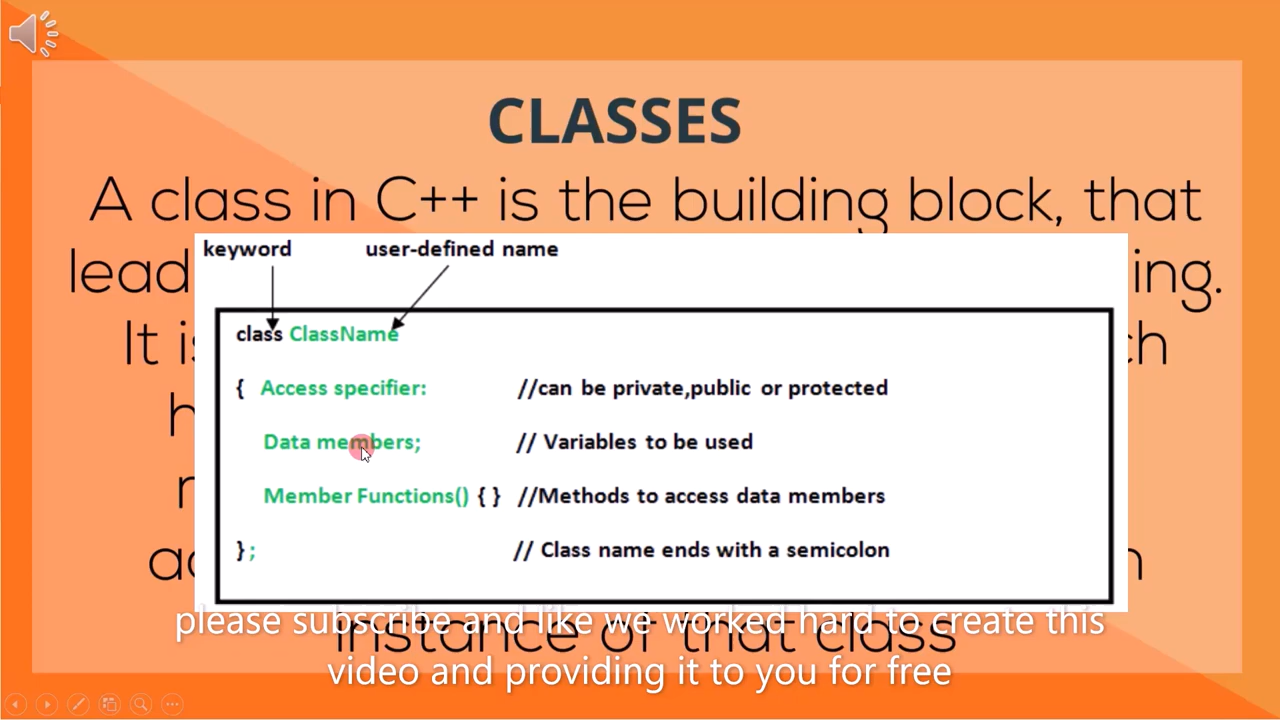 CLASSES
A class in C++ is the building block, that
lead ing.
keyword user-defined name
It
class ClassName
{ Access specifier: //can be private,public or protected
Data members; // Variables to be used
Member Functions() { } //Methods to access data members
} ; // Class name ends with a semicolon
please subscribe and like we worked hard to create this
instance of that class
video and providing it to you for free